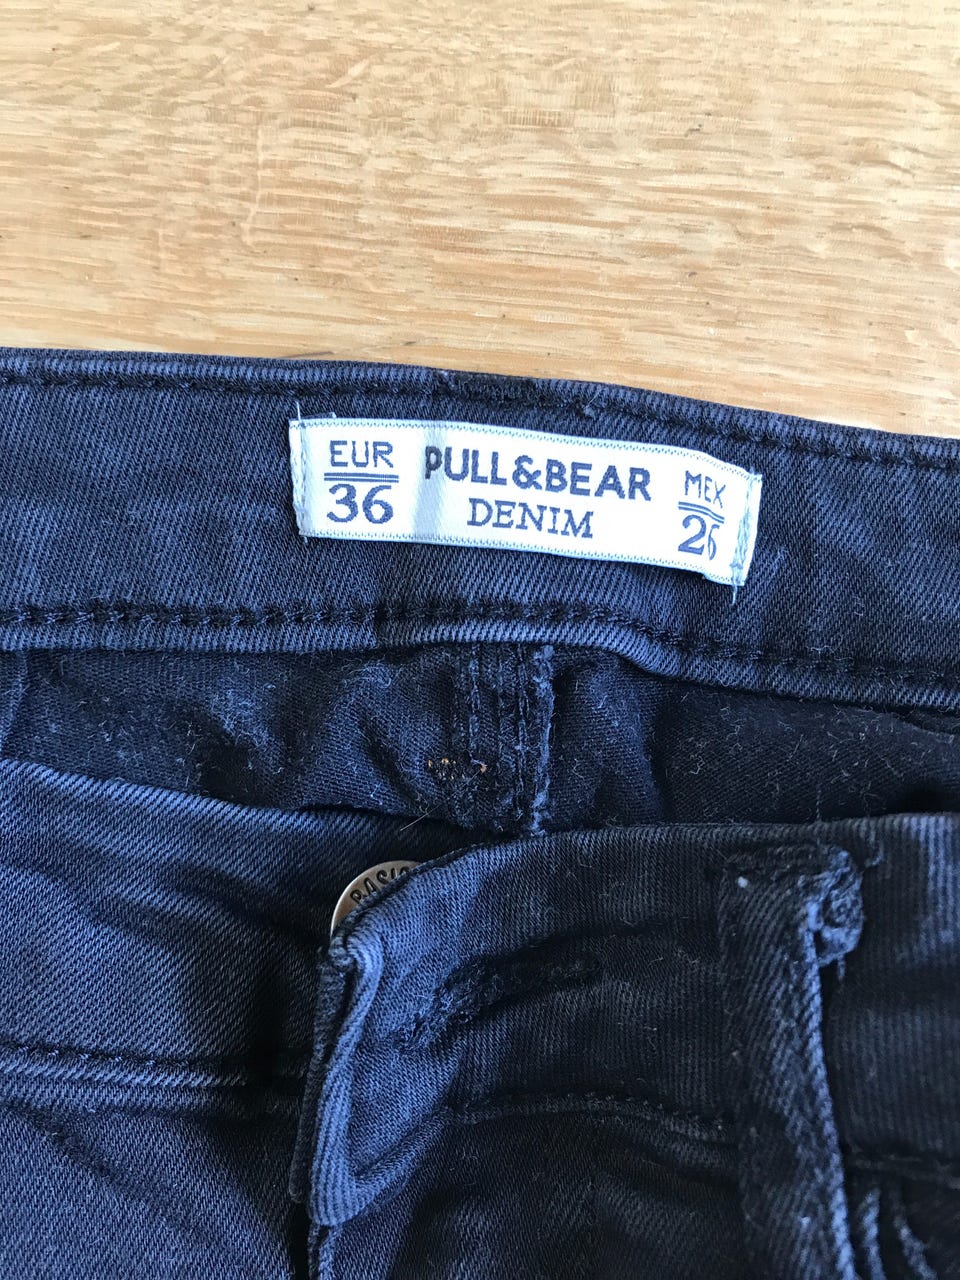 EUR
36
PULL&BEAR
DENIM
MEX
26